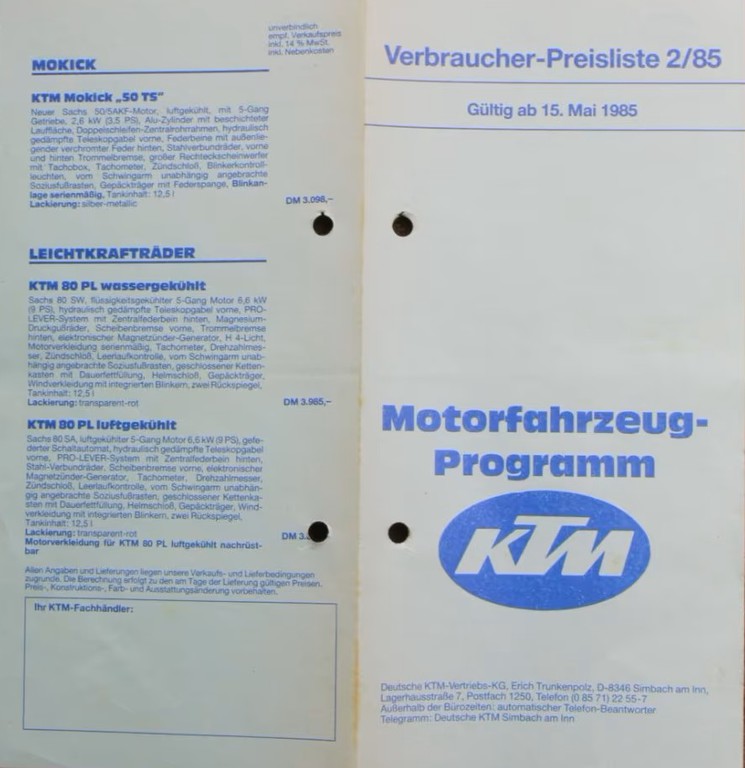 unverbindlich
empf. Verkaufspreis
inkl. 14 % MwSt.
inkl. Nebenkosten
MOKICK
KTM Mokick „50 TS"
Neuer Sachs 50/5AKF-Motor, luftgekühlt, mit 5-Gang
Getriebe, 2,6 kW (3,5 PS), Alu-Zylinder mit beschichteter
Lauffläche, Doppelschleifen-Zentralrohrrahmen, hydraulisch
gedämpfte Teleskopgabel vorne, Federbeine mit außenlie-
gender verchromter Feder hinten, Stahlverbundräder, vorne
und hinten Trommelbremse, großer Rechteckscheinwerfer
mit Tachobox, Tachometer, Zündschloß, Blinkerkontroll-
leuchten, vom Schwingarm unabhängig angebrachte
Soziusfußrasten, Gepäckträger mit Federspange, Blinkan-
lage serienmäßig, Tankinhalt: 12,5 l
Lackierung: silber-metallic
DM 3.098,–
LEICHTKRAFTRÄDER
KTM 80 PL wassergekühlt
Sachs 80 SW, flüssigkeitsgekühlter 5-Gang Motor 6,6 kW
(9 PS), hydraulisch gedämpfte Teleskopgabel vorne, PRO-
LEVER-System mit Zentralfederbein hinten, Magnesium-
Druckgußräder, Scheibenbremse vorne, Trommelbremse
hinten, elektronischer Magnetzünder-Generator, H 4-Licht,
Motorverkleidung serienmäßig, Tachometer, Drehzahlmes-
ser, Zündschloß, Leerlaufkontrolle, vom Schwingarm unab-
hängig angebrachte Soziusfußrasten, geschlossener Ketten-
kasten mit Dauerfettfüllung, Helmschloß, Gepäckträger,
Windverkleidung mit integrierten Blinkern, zwei Rückspiegel,
Tankinhalt: 12,5 l
Lackierung: transparent-rot
DM 3.985,–
KTM 80 PL luftgekühlt
Sachs 80 SA, luftgekühlter 5-Gang Motor 6,6 kW (9 PS), gefe-
derter Schaltautomat, hydraulisch gedämpfte Teleskopgabel
vorne, PRO-LEVER-System mit Zentralfederbein hinten,
Stahl-Verbundräder, Scheibenbremse vorne, elektronischer
Magnetzünder-Generator, Tachometer, Drehzahlmesser,
Zündschloß, Leerlaufkontrolle, vom Schwingarm unabhän-
gig angebrachte Soziusfußrasten, geschlossener Kettenka-
sten mit Dauerfettfüllung, Helmschloß, Gepäckträger, Wind-
verkleidung mit integrierten Blinkern, zwei Rückspiegel,
Tankinhalt: 12,5 l
Lackierung: transparent-rot
DM 3.
Motorverkleidung für KTM 80 PL luftgekühlt nachrüst-
bar
Allen Angaben und Lieferungen liegen unsere Verkaufs- und Lieferbedingungen
zugrunde. Die Berechnung erfolgt zu den am Tage der Lieferung gültigen Preisen.
Preis-, Konstruktions-, Farb- und Ausstattungsänderung vorbehalten.
Ihr KTM-Fachhändler:
Verbraucher-Preisliste 2/85
Gültig ab 15. Mai 1985
Motorfahrzeug-
Programm
KTM
Deutsche KTM-Vertriebs-KG, Erich Trunkenpolz, D-8346 Simbach am Inn,
Lagerhausstraße 7, Postfach 1250, Telefon (0 85 71) 22 55-7
Außerhalb der Bürozeiten: automatischer Telefon-Beantworter
Telegramm: Deutsche KTM Simbach am Inn